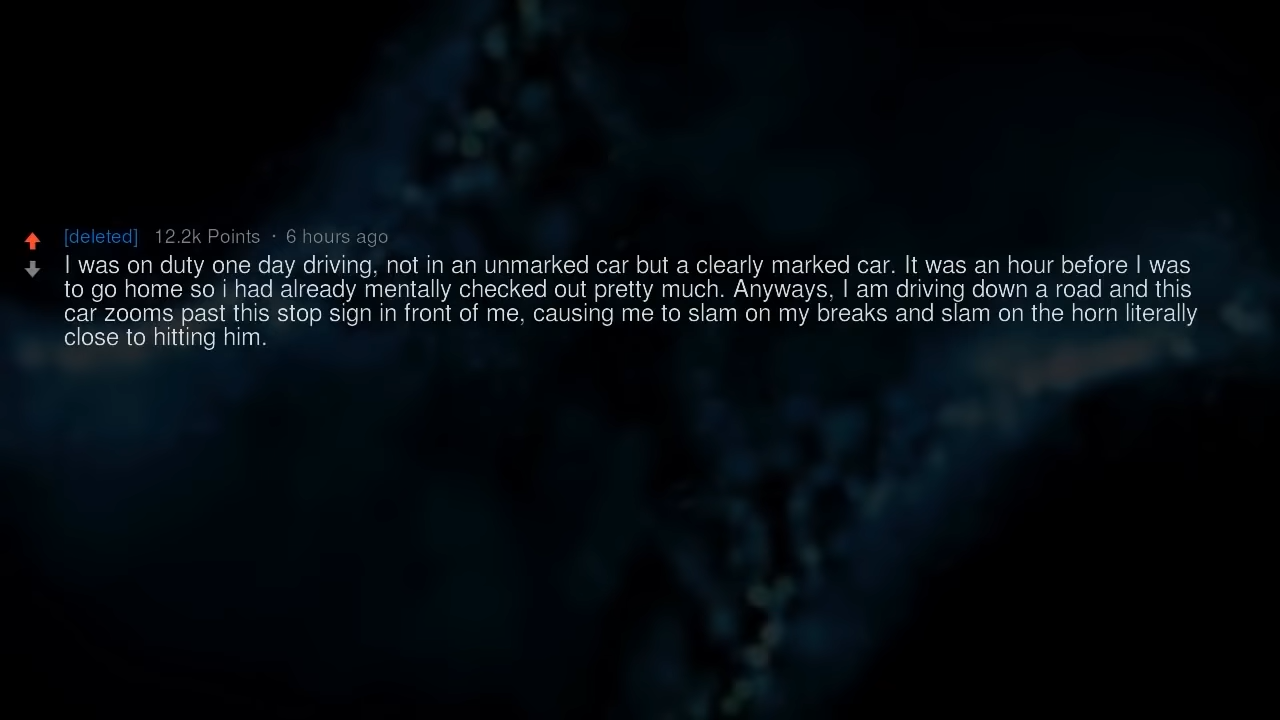 [deleted] 12.2k Points · 6 hours ago
I was on duty one day driving, not in an unmarked car but a clearly marked car. It was an hour before I was
to go home so i had already mentally checked out pretty much. Anyways, I am driving down a road and this
car zooms past this stop sign in front of me, causing me to slam on my breaks and slam on the horn literally
close to hitting him.